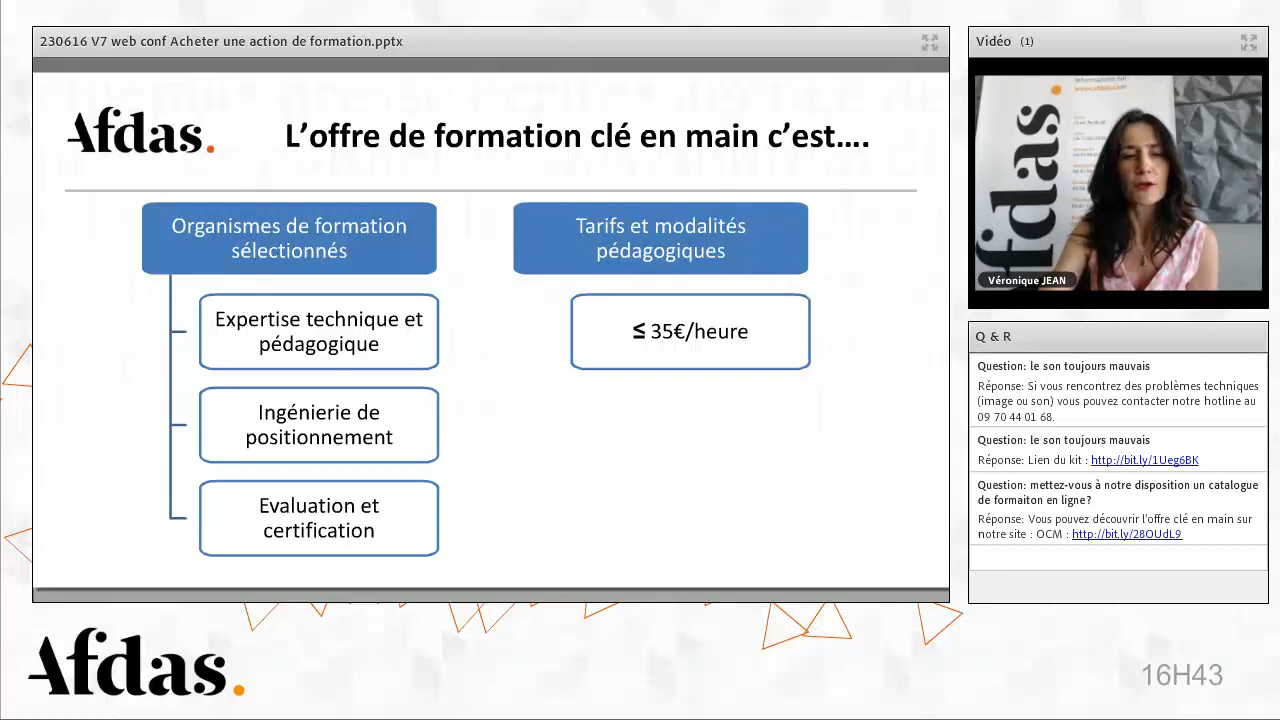 230616 V7 web conf Acheter une action de formation.pptx
Afdas.
L’offre de formation clé en main c’est….
Organismes de formation
sélectionnés
Expertise technique et
pédagogique
Ingénierie de
positionnement
Evaluation et
certification
Tarifs et modalités
pédagogiques
≤ 35€/heure
Vidéo (1)
fdas.
Véronique JEAN
Q & R
Question: le son toujours mauvais
Réponse: Si vous rencontrez des problèmes techniques
(image ou son) vous pouvez contacter notre hotline au
09 70 44 01 68.
Question: le son toujours mauvais
Réponse: Lien du kit : http://bit.ly/1Ueg6BK
Question: mettez-vous à notre disposition un catalogue
de formaiton en ligne?
Réponse: Vous pouvez découvrir l'offre clé en main sur
notre site : OCM : http://bit.ly/28OUdL9
Afdas.
16H43